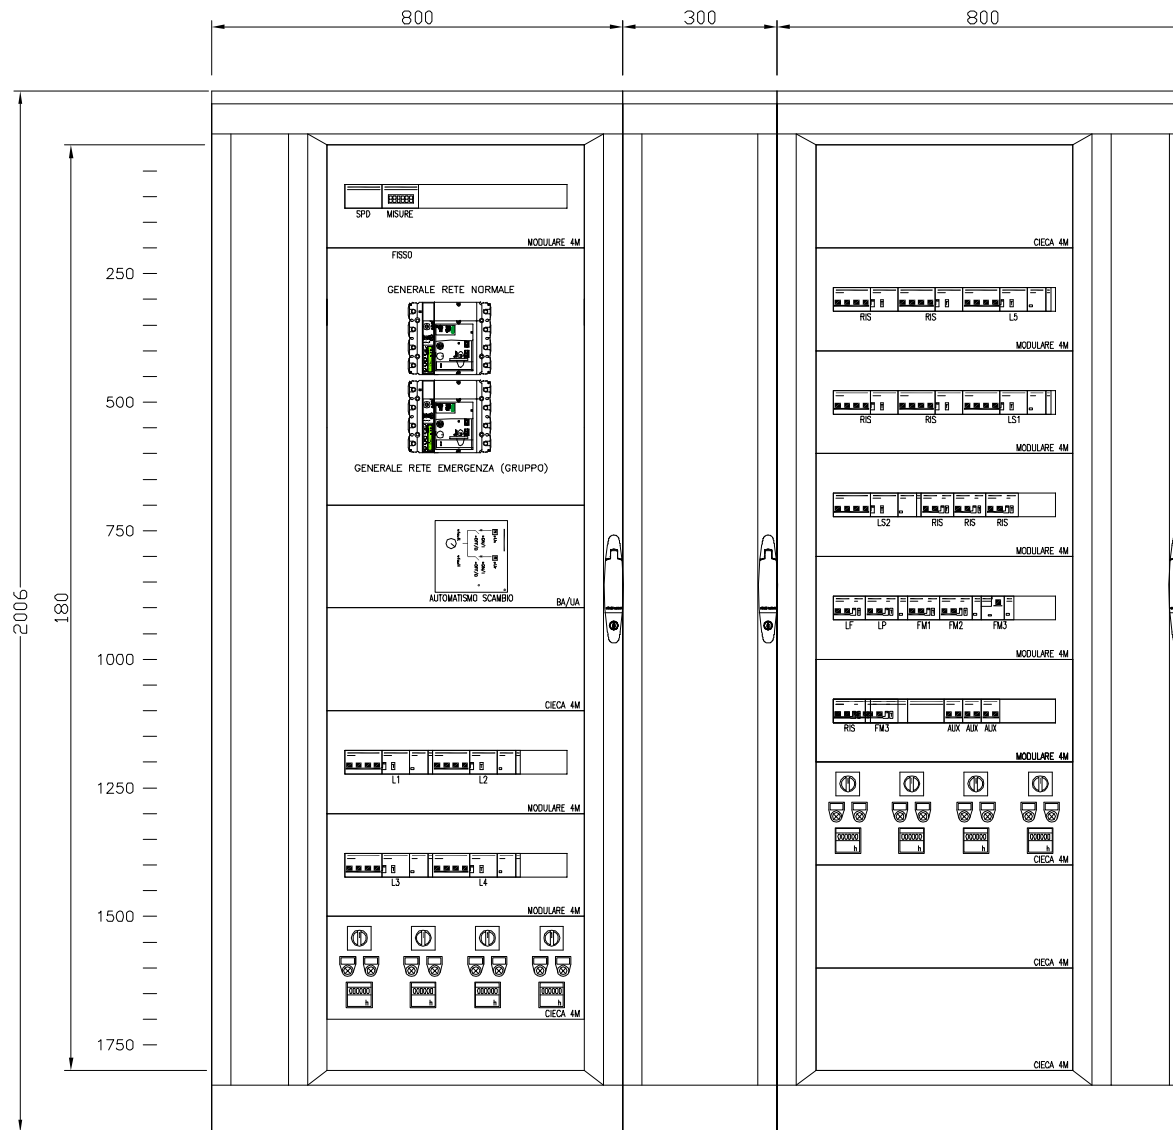 800
300
800
2006
180
250
500
750
1000
1250
1500
1750
SPD MISURE
MODULARE 4M
FISSO
GENERALE RETE NORMALE
GENERALE RETE EMERGENZA (GRUPPO)
AUTOMATISMO SCAMBIO
BA/UA
CIECA 4M
L1 L2
MODULARE 4M
L3 L4
MODULARE 4M
h h h h
CIECA 4M
CIECA 4M
RIS RIS L5
MODULARE 4M
RIS RIS LS1
MODULARE 4M
LS2 RIS RIS RIS
MODULARE 4M
LF LP FM1 FM2 FM3
MODULARE 4M
RIS FM3 AUX AUX AUX
MODULARE 4M
h h h h
CIECA 4M
CIECA 4M
CIECA 4M